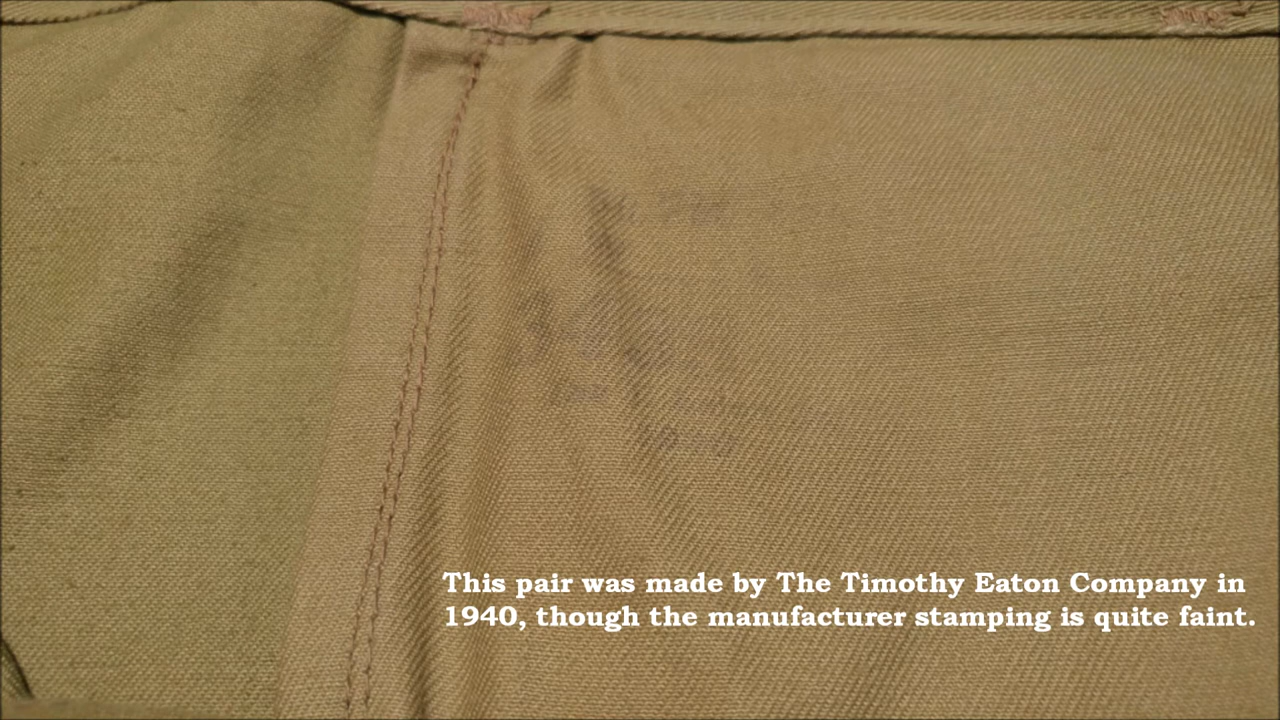 This pair was made by The Timothy Eaton Company in
1940, though the manufacturer stamping is quite faint.